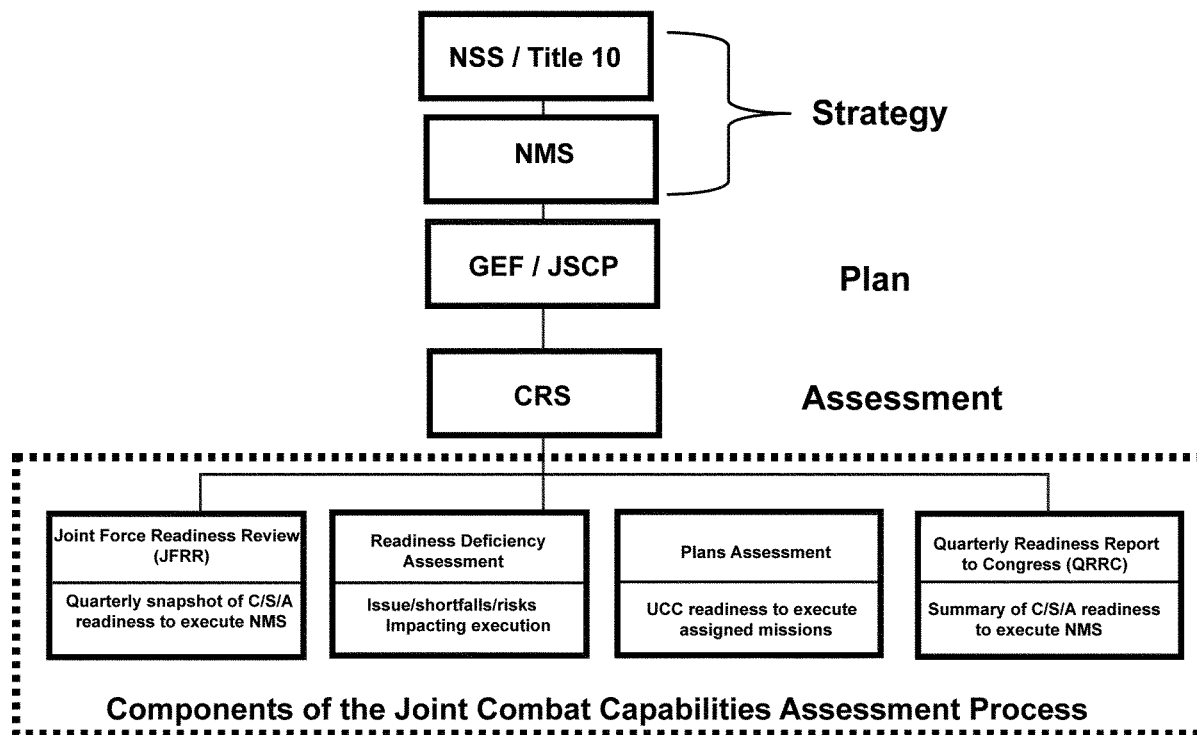 NSS / Title 10
Strategy
NMS
GEF / JSCP
Plan
CRS
Assessment
Joint Force Readiness Review
(JFRR)
Quarterly snapshot of C/S/A
readiness to execute NMS
Readiness Deficiency
Assessment
Issue/shortfalls/risks
Impacting execution
Plans Assessment
UCC readiness to execute
assigned missions
Quarterly Readiness Report
to Congress (QRRC)
Summary of C/S/A readiness
to execute NMS
Components of the Joint Combat Capabilities Assessment Process